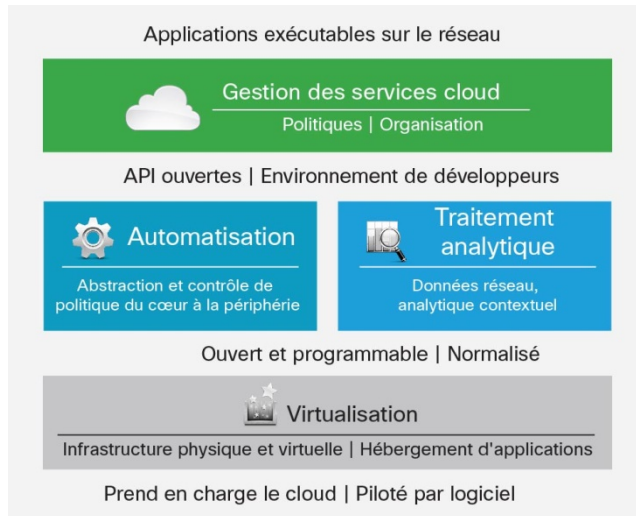 Applications exécutables sur le réseau
Gestion des services cloud
Politiques | Organisation
API ouvertes | Environnement de développeurs
Automatisation
Abstraction et contrôle de
politique du cœur à la périphérie
Traitement
analytique
Données réseau,
analytique contextuel
Ouvert et programmable | Normalisé
Virtualisation
Infrastructure physique et virtuelle | Hébergement d'applications
Prend en charge le cloud | Piloté par logiciel